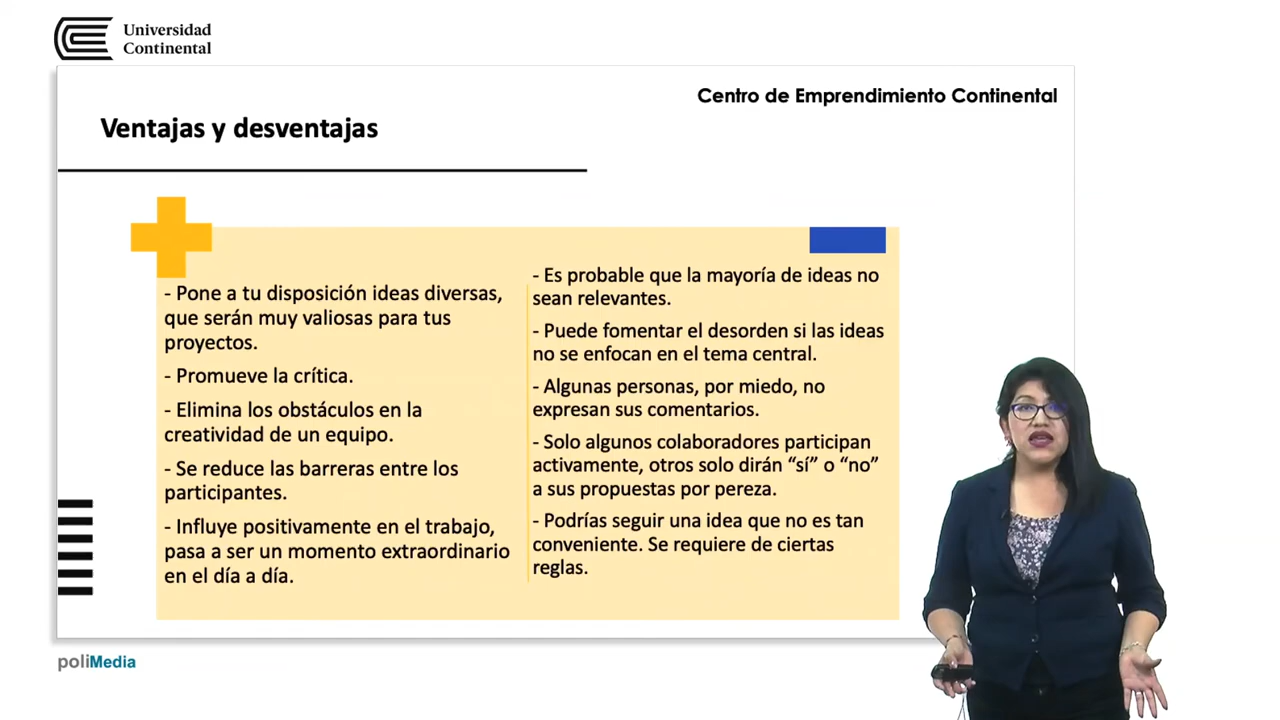 Universidad
Continental
Centro de Emprendimiento Continental
Ventajas y desventajas
- Pone a tu disposición ideas diversas,
que serán muy valiosas para tus
proyectos.
- Promueve la crítica.
- Elimina los obstáculos en la
creatividad de un equipo.
- Se reduce las barreras entre los
participantes.
- Influye positivamente en el trabajo,
pasa a ser un momento extraordinario
en el día a día.
- Es probable que la mayoría de ideas no
sean relevantes.
- Puede fomentar el desorden si las ideas
no se enfocan en el tema central.
- Algunas personas, por miedo, no
expresan sus comentarios.
- Solo algunos colaboradores participan
activamente, otros solo dirán “sí” o “no”
a sus propuestas por pereza.
- Podrías seguir una idea que no es tan
conveniente. Se requiere de ciertas
reglas.
poliMedia